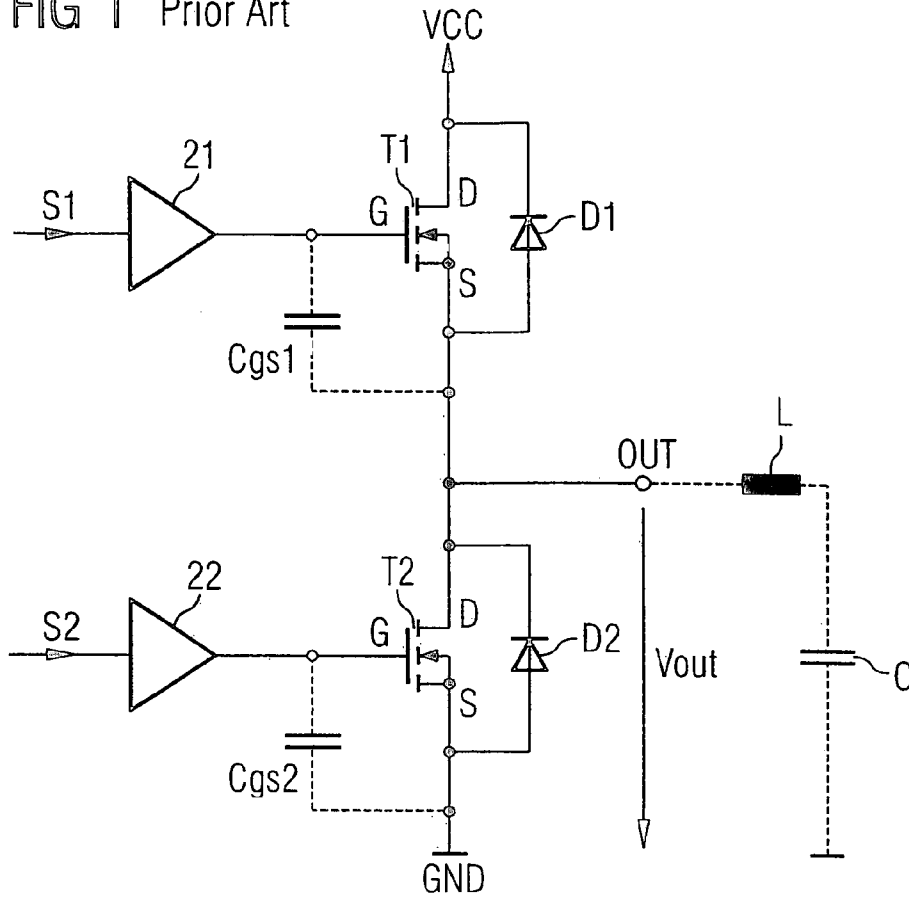 FIG 1 Prior Art
VCC
21
T1
S1
G
D
D1
S
Cgs1
L
OUT
22
T2
S2
G
D
D2
Vout
C
S
Cgs2
GND